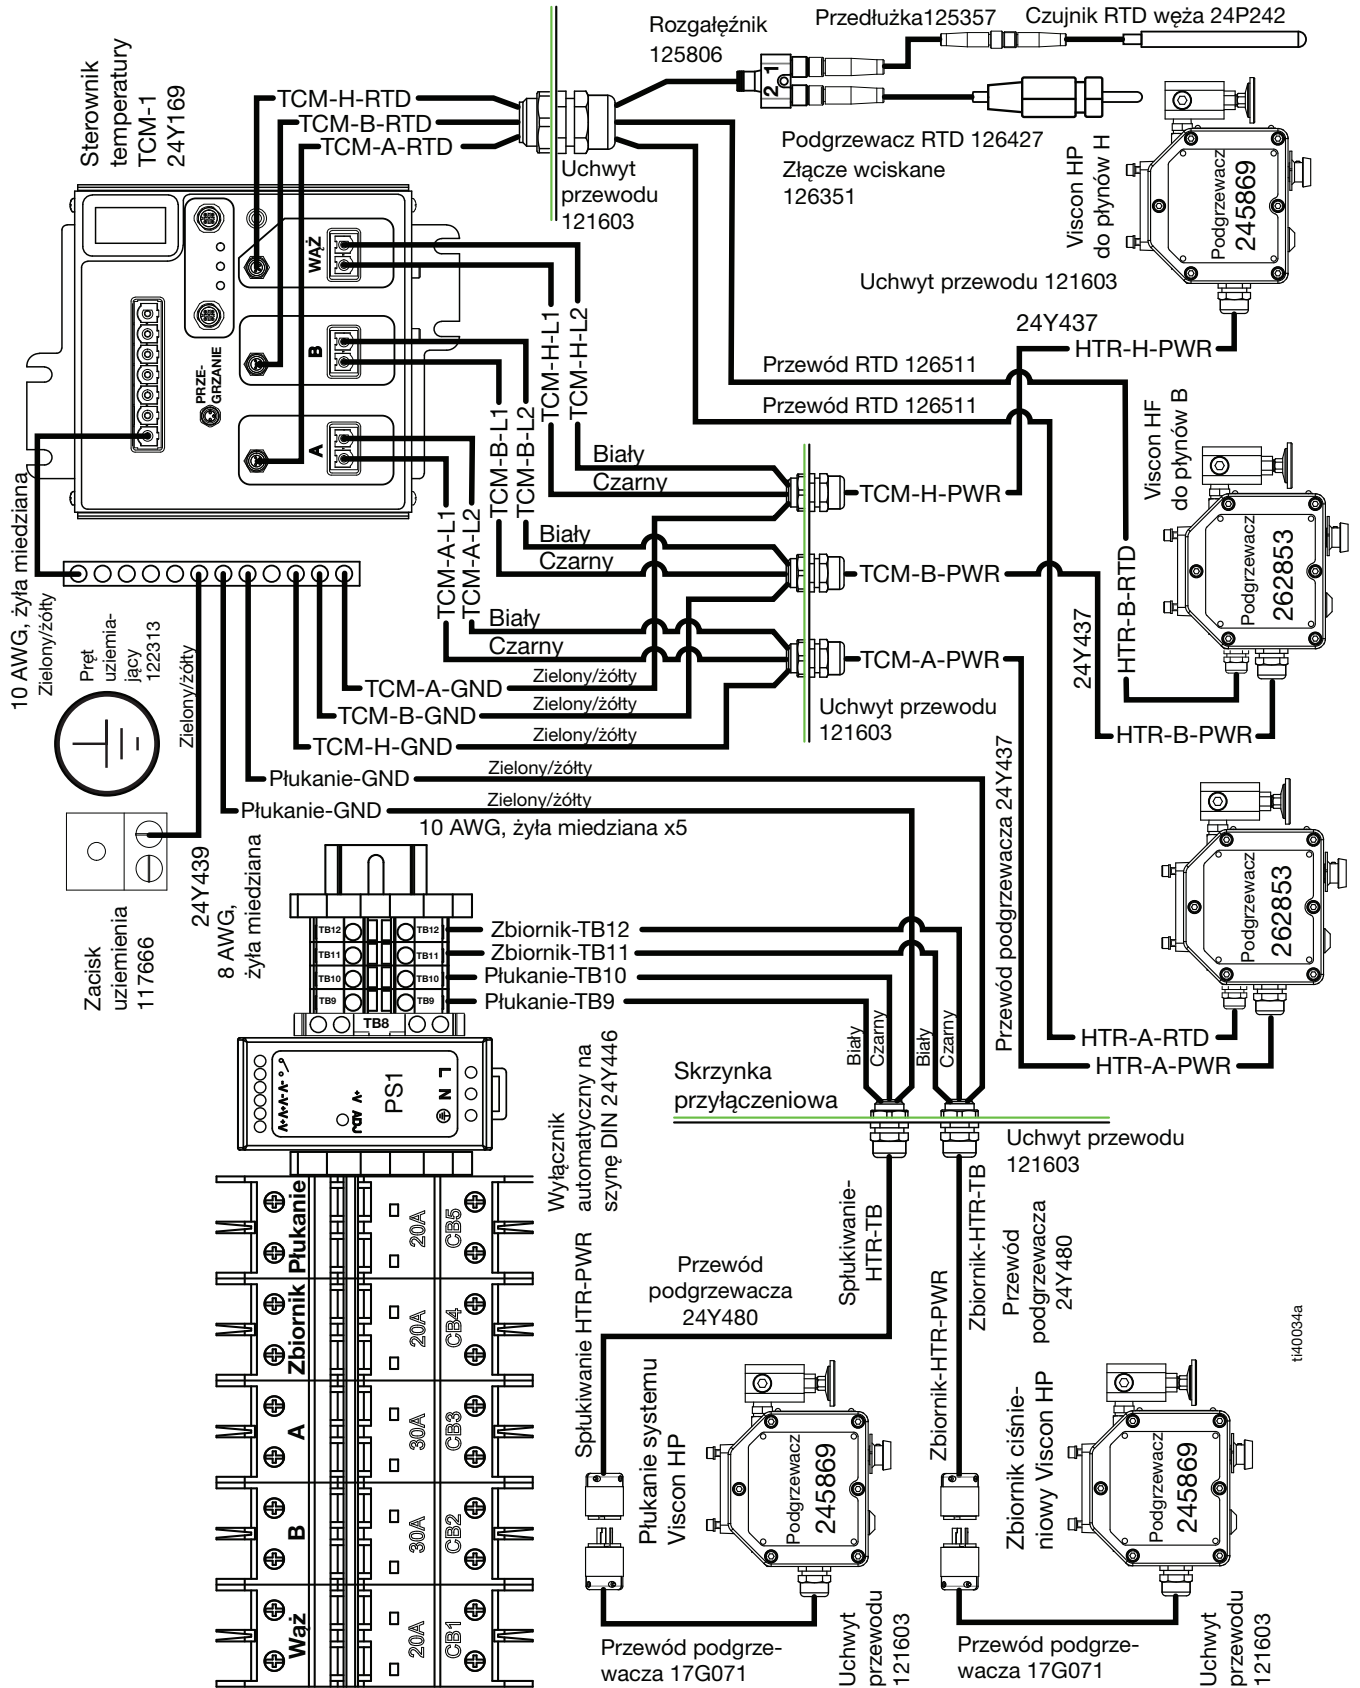 Sterownik
temperatury
TCM-1
24Y169
TCM-H-RTD
TCM-B-RTD
TCM-A-RTD
Uchwyt
przewodu
121603
Rozgałęźnik
125806
Przedłużka125357
Czujnik RTD węża 24P242
1
2
Podgrzewacz RTD 126427
Złącze wciskane
126351
Viscon HP
do płynów H
Podgrzewacz
245869
Uchwyt przewodu 121603
24Y437
HTR-H-PWR
WĄŻ
B
A
PRZE-
GRZANIE
TCM-H-L1
TCM-H-L2
TCM-B-L1
TCM-B-L2
TCM-A-L1
TCM-A-L2
Przewód RTD 126511
Przewód RTD 126511
Biały
Czarny
Biały
Czarny
Biały
Czarny
TCM-H-PWR
TCM-B-PWR
TCM-A-PWR
Uchwyt przewodu
121603
Viscon HF
do płynów B
Podgrzewacz
262853
HTR-B-RTD
24Y437
HTR-B-PWR
10 AWG, żyła miedziana
Zielony/żółty
Pręt
uziemia-
jący
122313
Zielony/żółty
TCM-A-GND
Zielony/żółty
TCM-B-GND
Zielony/żółty
TCM-H-GND
Zielony/żółty
Płukanie-GND
Zielony/żółty
Płukanie-GND
Zielony/żółty
10 AWG, żyła miedziana x5
Przewód podgrzewacza 24Y437
Podgrzewacz
262853
HTR-A-RTD
HTR-A-PWR
Zacisk
uziemienia
117666
24Y439
8 AWG,
żyła miedziana
TB12
TB12
TB11
TB11
TB10
TB10
TB9
TB9
TB8
Zbiornik-TB12
Zbiornik-TB11
Płukanie-TB10
Płukanie-TB9
Biały
Czarny
Biały
Czarny
V+V+V-V-
+V ADJ
PS1
L
N
Skrzynka
przyłączeniowa
Uchwyt przewodu
121603
Wyłącznik
automatyczny na
szynę DIN 24Y446
Płukanie
20A
CB5
Zbiornik
20A
CB4
A
30A
CB3
B
30A
CB2
Wąż
20A
CB1
Spłukiwanie HTR-PWR
Przewód
podgrzewacza
24Y480
Spłukiwanie-
HTR-TB
Zbiornik-HTR-PWR
Zbiornik-HTR-TB
Przewód
podgrzewacza
24Y480
Płukanie systemu
Viscon HP
Podgrzewacz
245869
Zbiornik ciśnie-
niowy Viscon HP
Podgrzewacz
245869
Przewód podgrze-
wacza 17G071
Uchwyt
przewodu
121603
Przewód podgrze-
wacza 17G071
Uchwyt
przewodu
121603
ti40034a